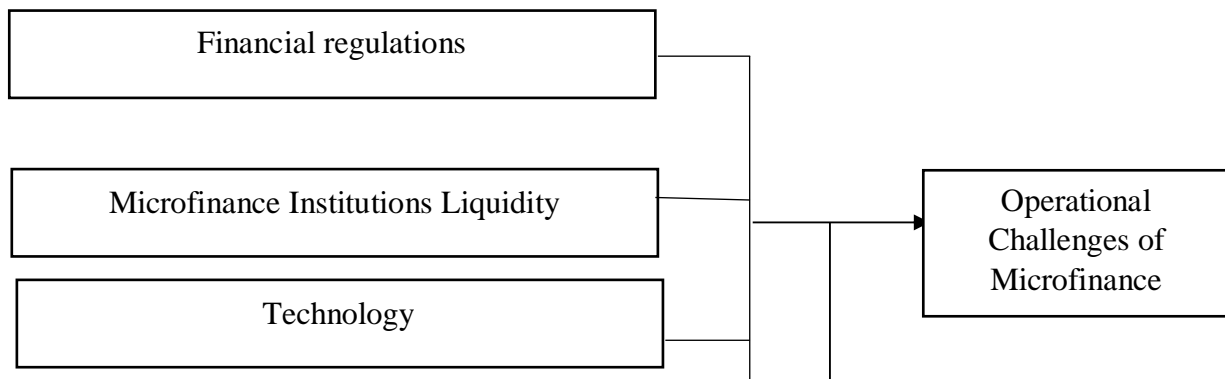 Financial regulations
Microfinance Institutions Liquidity
Technology
Operational
Challenges of
Microfinance